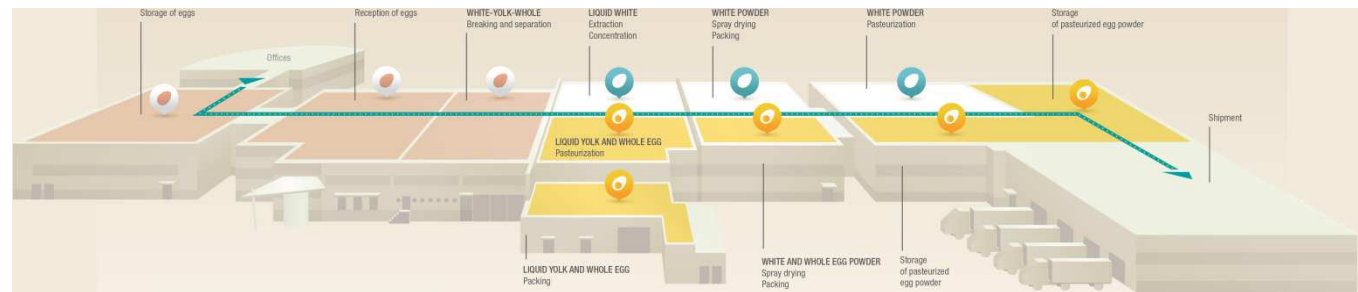 Storage of eggs
Reception of eggs
WHITE-YOLK-WHOLE
Breaking and separation
LIQUID WHITE
Extraction
Concentration
WHITE POWDER
Spray drying
Packing
WHITE POWDER
Pasteurization
Storage
of pasteurized egg powder
Offices
Shipment
LIQUID YOLK AND WHOLE EGG
Pasteurization
LIQUID YOLK AND WHOLE EGG
Packing
WHITE AND WHOLE EGG POWDER
Spray drying
Packing
Storage
of pasteurized
egg powder